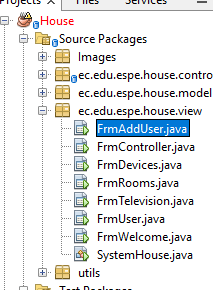 Projects
Files
Services
House
Source Packages
Images
ec.edu.espe.house.contro
ec.edu.espe.house.model
ec.edu.espe.house.view
FrmAddUser.java
FrmController.java
FrmDevices.java
FrmRooms.java
FrmTelevision.java
FrmUser.java
FrmWelcome.java
SystemHouse.java
utils
Test Packages